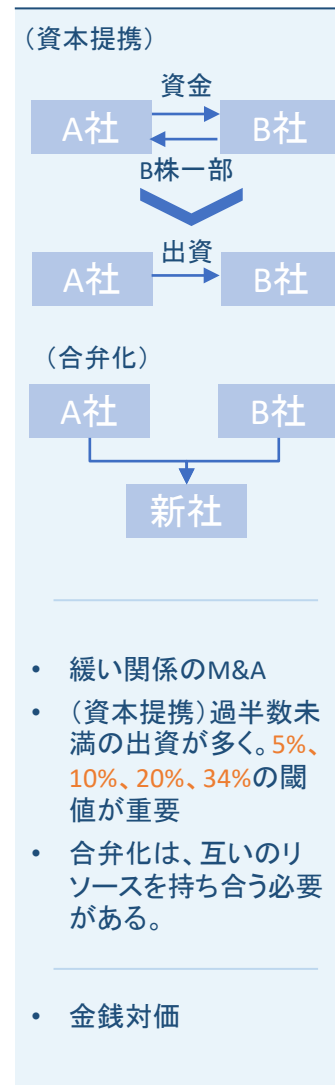 （資本提携）
資金
A社 B社
B株一部
出資
A社 B社
（合弁化）
A社 B社
新社
• 緩い関係のM&A
• （資本提携）過半数未
満の出資が多く。5%、
10%、20%、34%の閾
値が重要
• 合弁化は、互いのリ
ソースを持ち合う必要
がある。
• 金銭対価